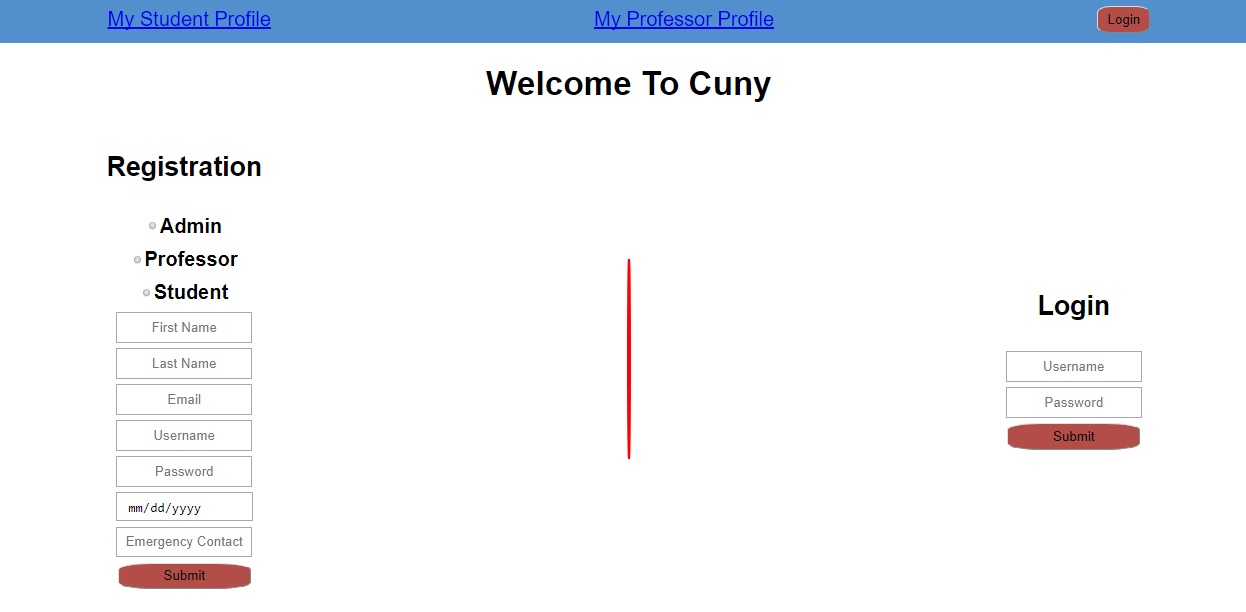 My Student Profile My Professor Profile Login
Welcome To Cuny
Registration
Admin
Professor
Student
First Name
Last Name
Email
Username
Password
mm/dd/yyyy
Emergency Contact
Submit
Login
Username
Password
Submit